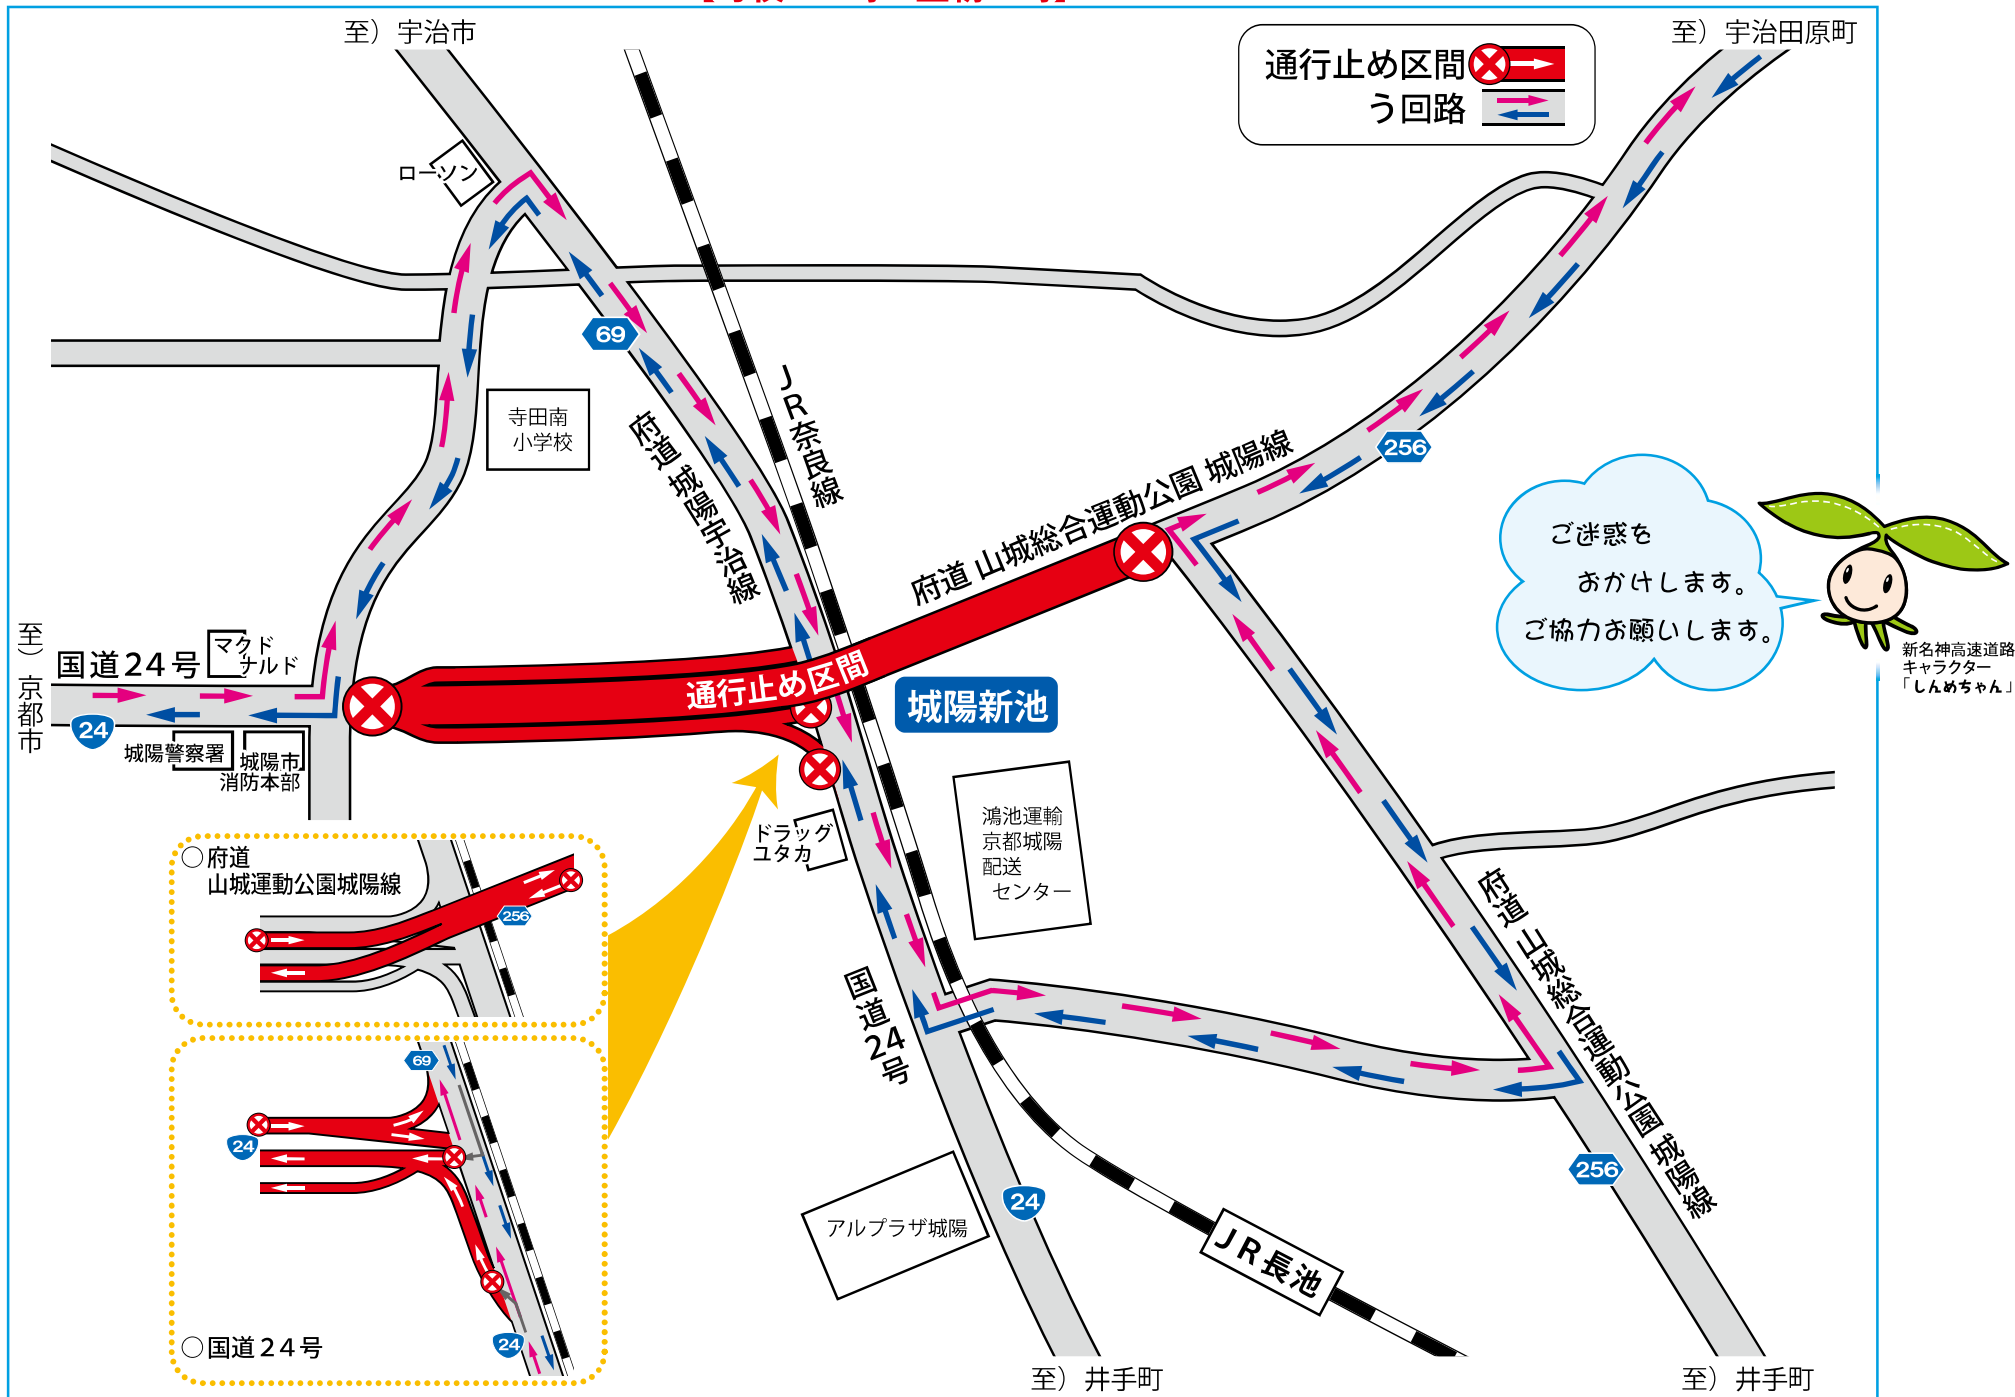 至）宇治市
至）宇治田原町
通行止め区間
う回路
ローソン
69
ＪＲ奈良線
寺田南
小学校
府道 城陽宇治線
256
府道 山城総合運動公園 城陽線
ご迷惑を
おかけします。
ご協力お願いします。
新名神高速道路
キャラクター
「しんめちゃん」
至）京都市
国道24号
マクド
ナルド
24
城陽警察署
城陽市
消防本部
通行止め区間
城陽新池
ドラッグ
ユタカ
鴻池運輸
京都城陽
配送
センター
○府道
山城運動公園城陽線
256
国道24号
府道 山城総合運動公園 城陽線
69
24
24
○国道２４号
アルプラザ城陽
24
256
ＪＲ長池
至）井手町
至）井手町